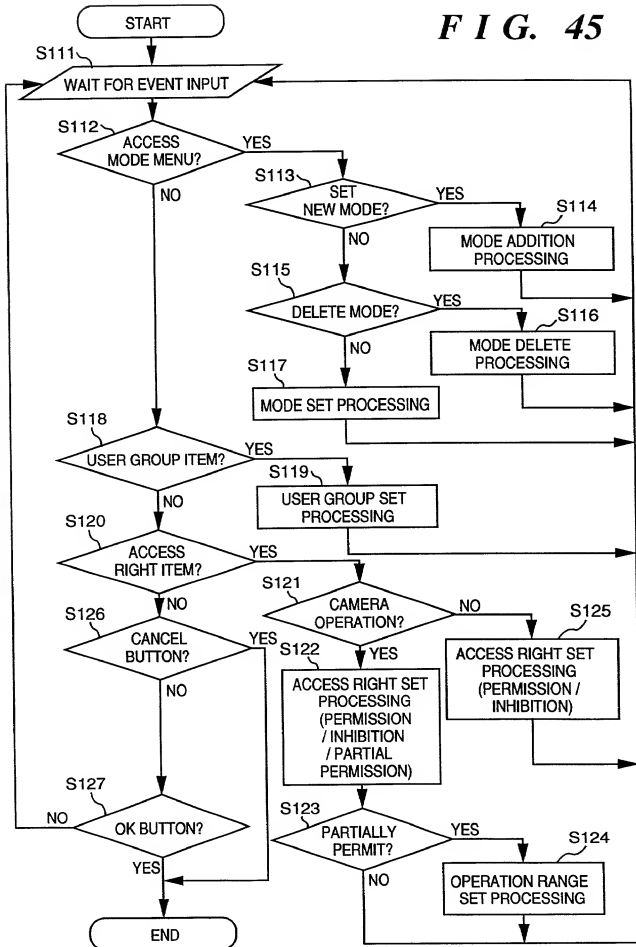 START
FIG. 45
S111
WAIT FOR EVENT INPUT
S112
ACCESS
MODE MENU?
YES
NO
S113
SET
NEW MODE?
YES
NO
S114
MODE ADDITION
PROCESSING
S115
DELETE MODE?
YES
NO
S116
MODE DELETE
PROCESSING
S117
MODE SET PROCESSING
S118
USER GROUP ITEM?
YES
NO
S119
USER GROUP SET
PROCESSING
S120
ACCESS
RIGHT ITEM?
YES
NO
S121
CAMERA
OPERATION?
NO
YES
S125
ACCESS RIGHT SET
PROCESSING
(PERMISSION /
INHIBITION)
S126
CANCEL
BUTTON?
YES
NO
S122
ACCESS RIGHT SET
PROCESSING
(PERMISSION
/ INHIBITION
/ PARTIAL
PERMISSION)
S127
OK BUTTON?
NO
YES
S123
PARTIALLY
PERMIT?
YES
NO
S124
OPERATION RANGE
SET PROCESSING
END